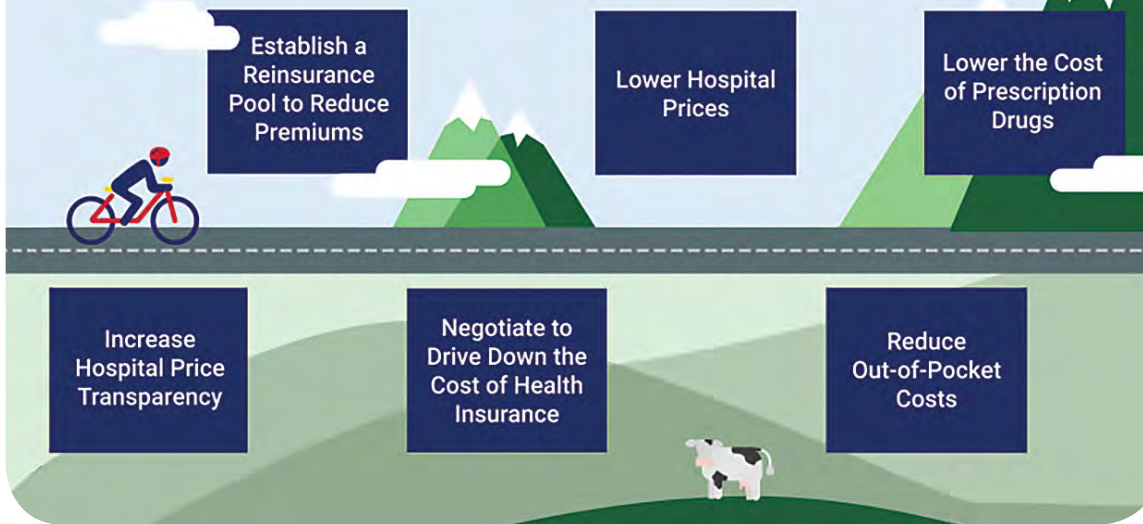 Establish a
Reinsurance
Pool to Reduce
Premiums
Lower Hospital
Prices
Lower the Cost
of Prescription
Drugs
Increase
Hospital Price
Transparency
Negotiate to
Drive Down the
Cost of Health
Insurance
Reduce
Out-of-Pocket
Costs